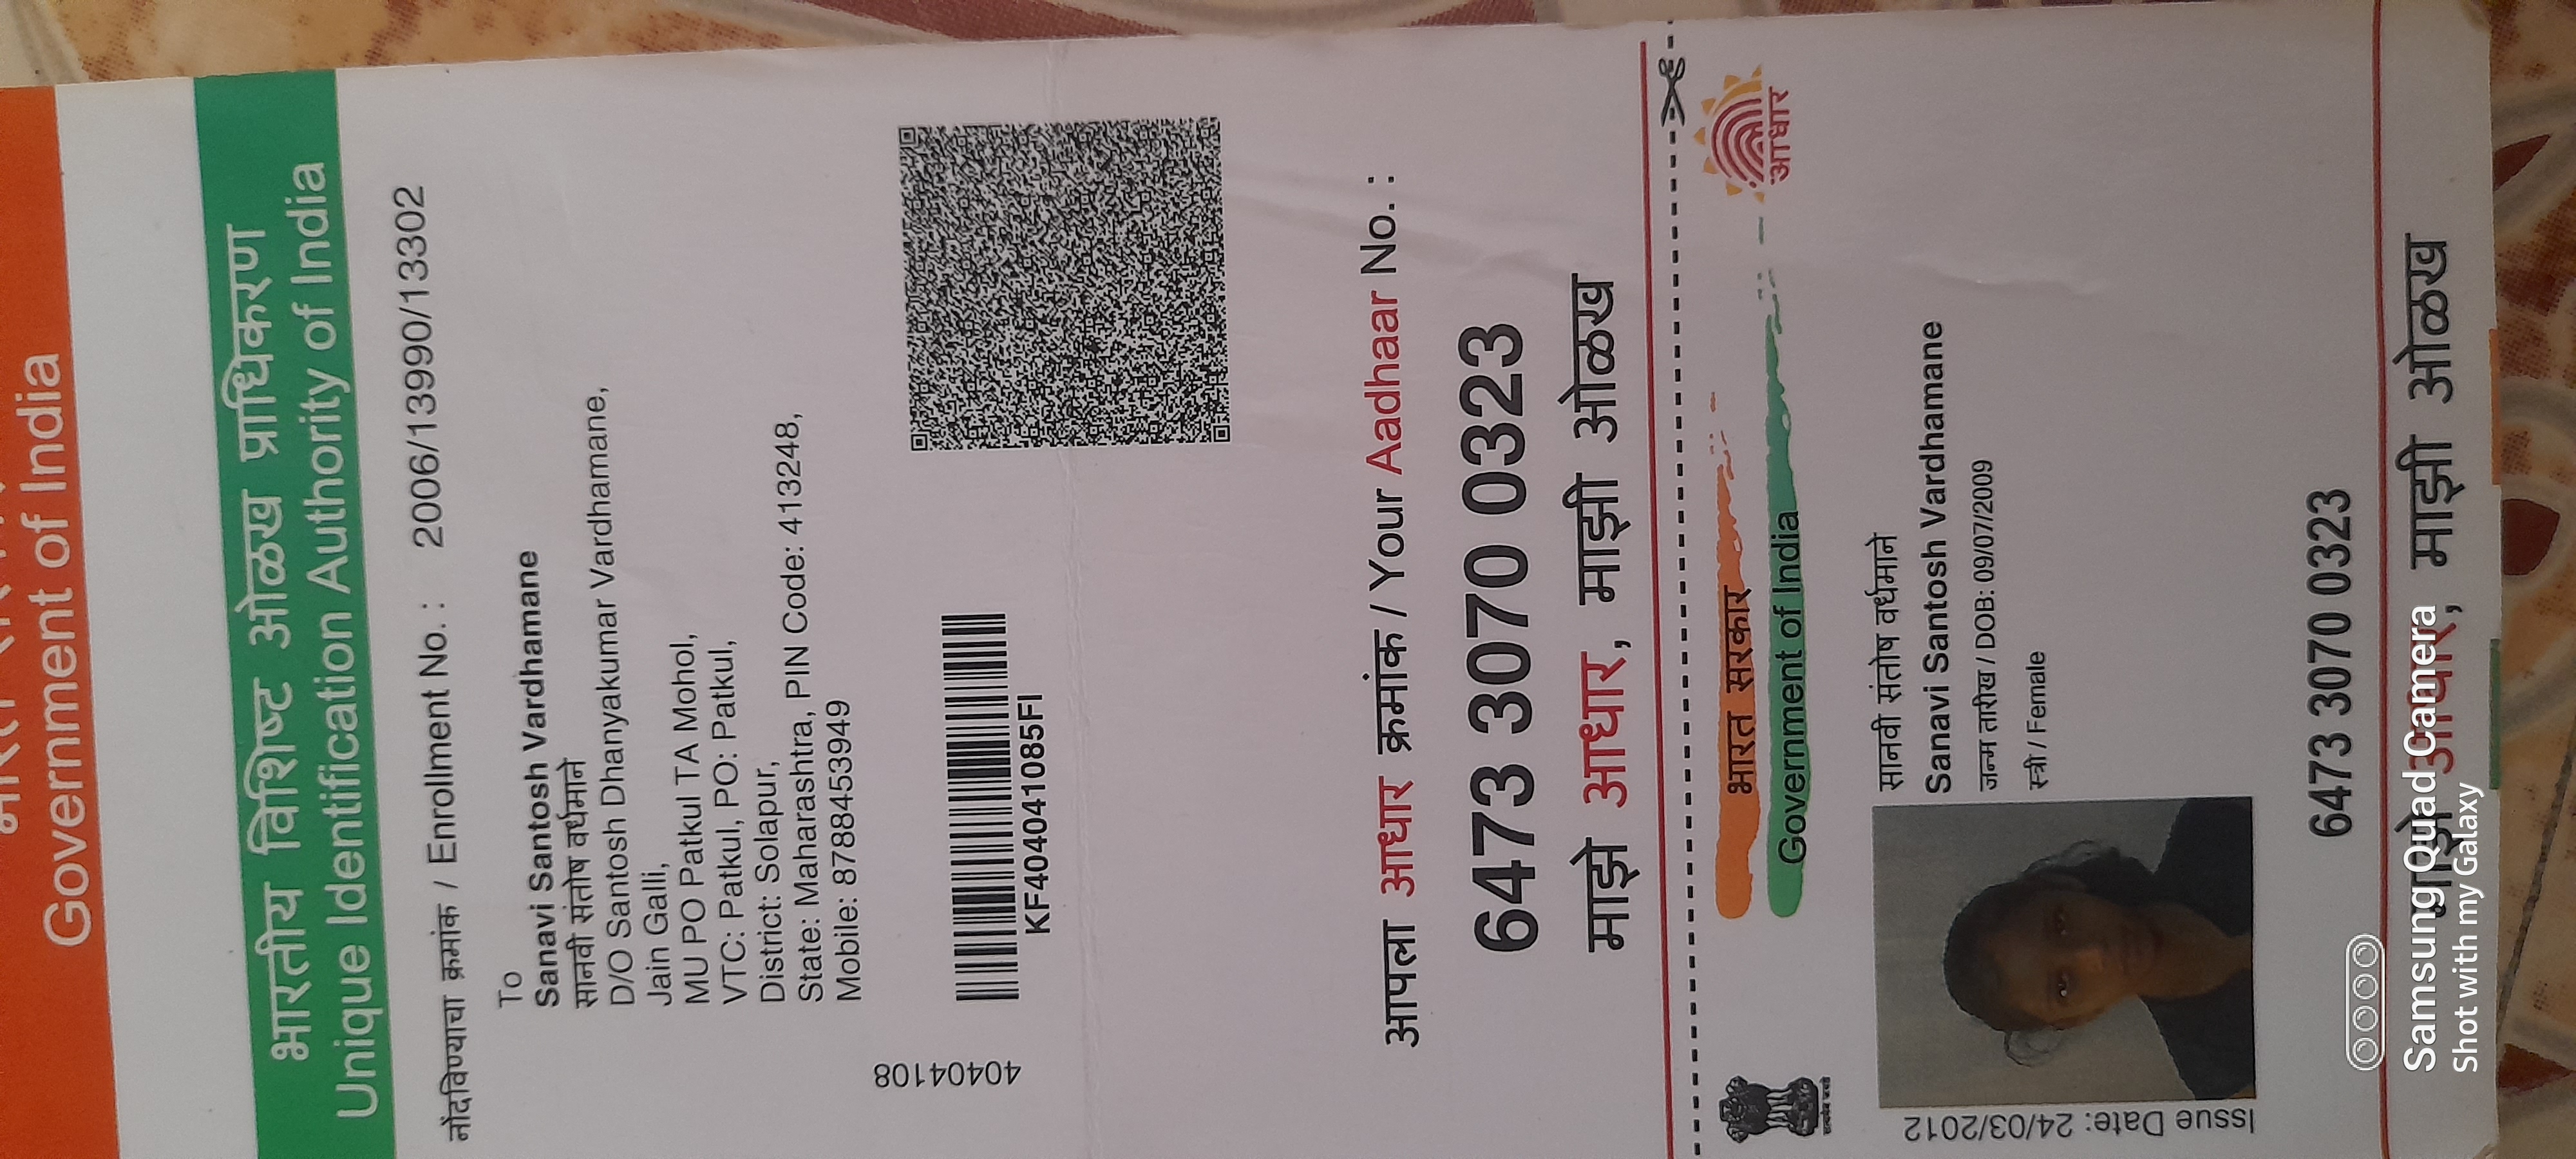 Government of India
भारतीय विशिष्ट ओळख प्राधिकरण
Unique Identification Authority of India
नोंदविण्याचा क्रमांक / Enrollment No. : 2006/13990/13302
To
Sanavi Santosh Vardhamane
सानवी संतोष वर्धमाने
D/O Santosh Dhanyakumar Vardhamane,
Jain Galli,
MU PO Patkul TA Mohol,
VTC: Patkul, PO: Patkul,
District: Solapur,
State: Maharashtra, PIN Code: 413248,
Mobile: 8788453949
40404108
KF404041085FI
आपला आधार क्रमांक / Your Aadhaar No. :
6473 3070 0323
माझे आधार, माझी ओळख
भारत सरकार
Government of India
आधार
सत्यमेव जयते
Issue Date: 24/03/2012
सानवी संतोष वर्धमाने
Sanavi Santosh Vardhamane
जन्म तारीख / DOB: 09/07/2009
स्त्री / Female
6473 3070 0323
माझे आधार, माझी ओळख
Samsung Quad Camera
Shot with my Galaxy